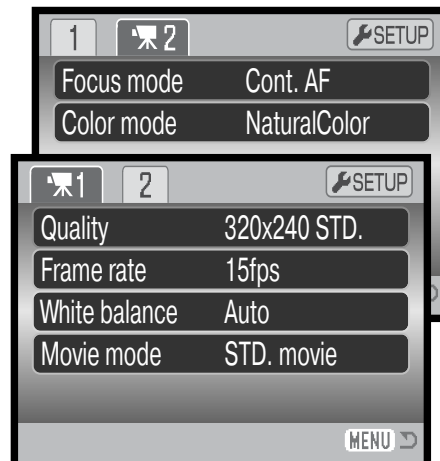 1 2 SETUP
Focus mode Cont. AF
Color mode NaturalColor
1 2 SETUP
Quality 320x240 STD.
Frame rate 15fps
White balance Auto
Movie mode STD. movie
MENU